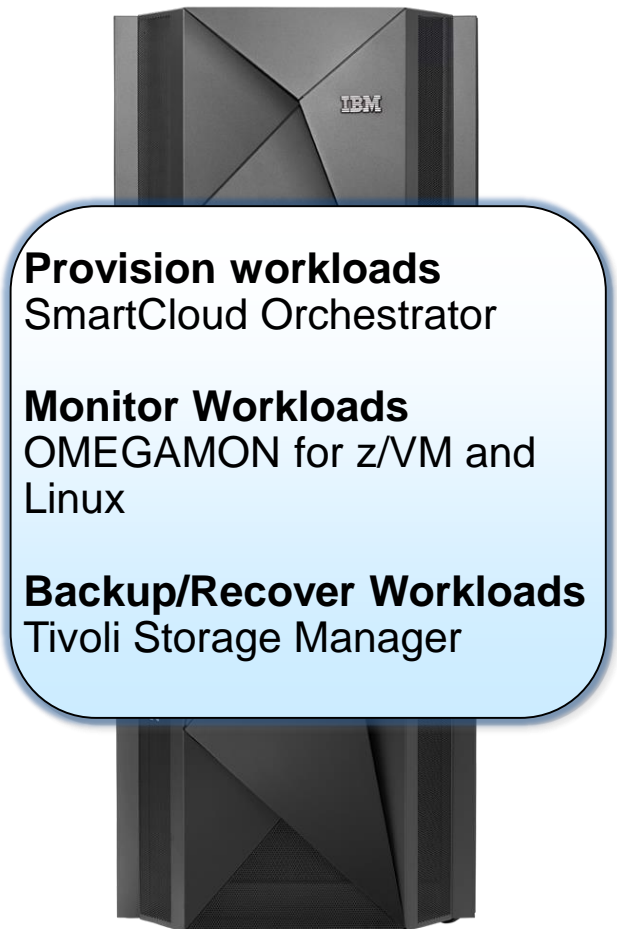 IBM
Provision workloads
SmartCloud Orchestrator
Monitor Workloads
OMEGAMON for z/VM and
Linux
Backup/Recover Workloads
Tivoli Storage Manager